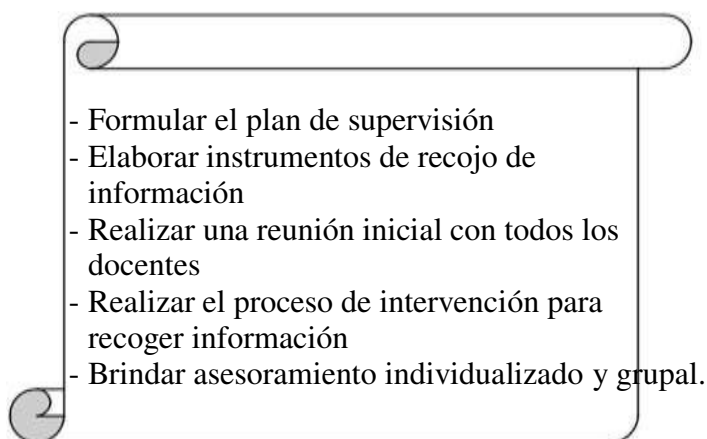 - Formular el plan de supervisión
- Elaborar instrumentos de recojo de
información
- Realizar una reunión inicial con todos los
docentes
- Realizar el proceso de intervención para
recoger información
- Brindar asesoramiento individualizado y grupal.